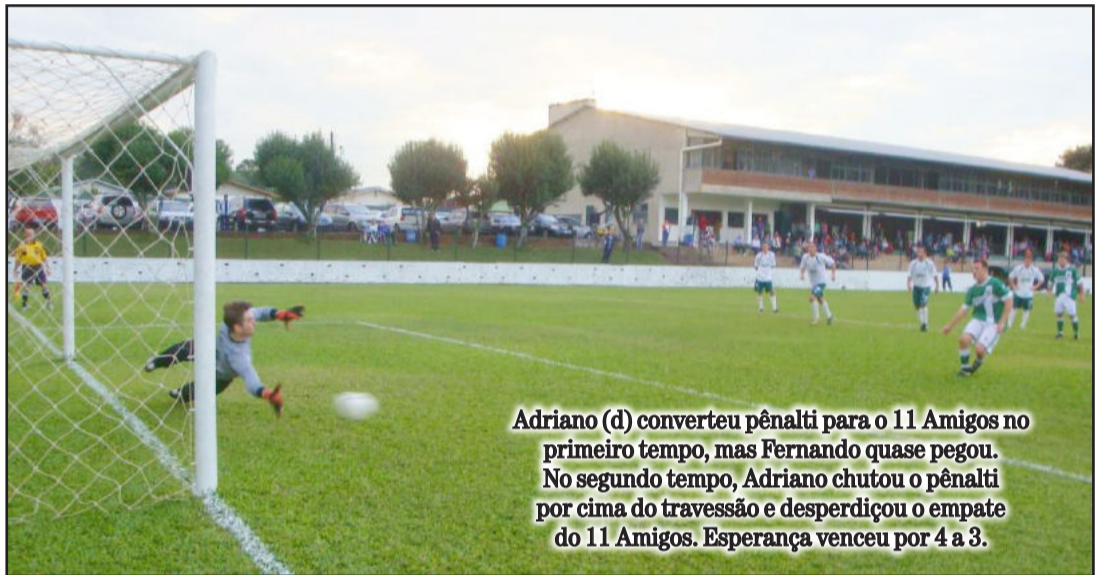 Adriano (d) converteu pênalti para o 11 Amigos no
primeiro tempo, mas Fernando quase pegou.
No segundo tempo, Adriano chutou o pênalti
por cima do travessão e desperdiçou o empate
do 11 Amigos. Esperança venceu por 4 a 3.